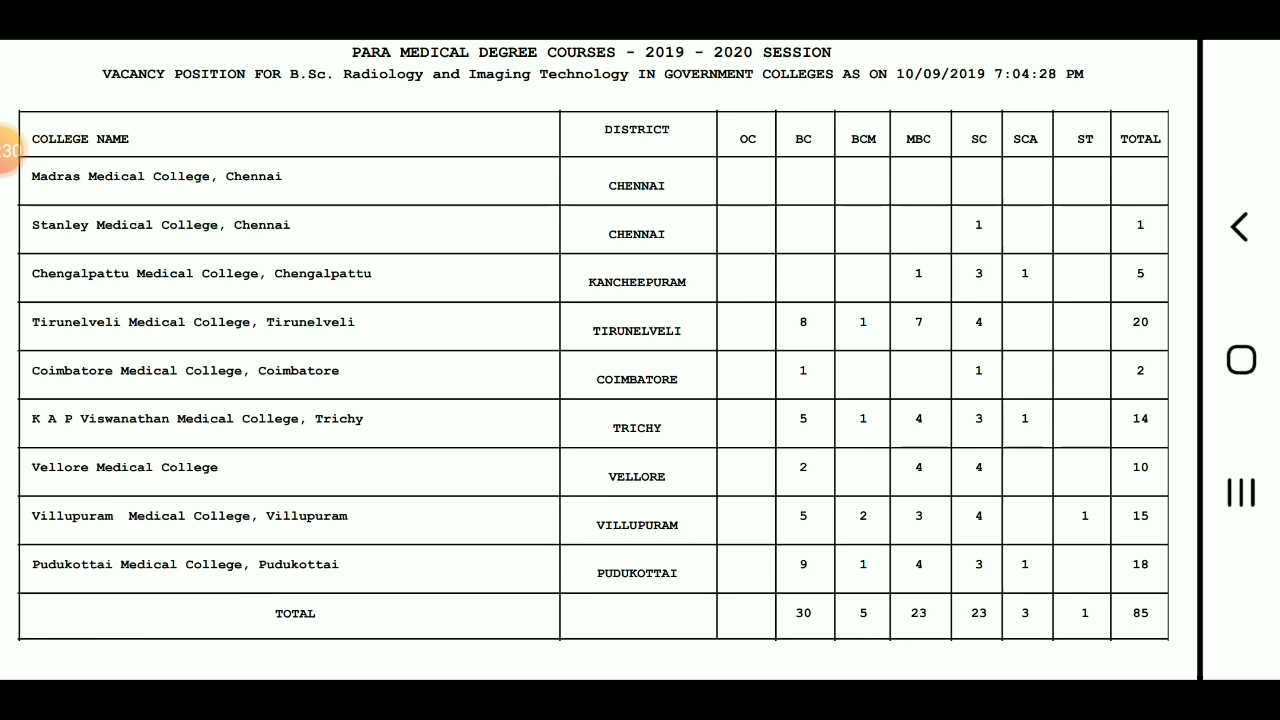 PARA MEDICAL DEGREE COURSES - 2019 - 2020 SESSION
VACANCY POSITION FOR B.Sc. Radiology and Imaging Technology IN GOVERNMENT COLLEGES AS ON 10/09/2019 7:04:28 PM
COLLEGE NAME DISTRICT OC BC BCM MBC SC SCA ST TOTAL
:30
Madras Medical College, Chennai CHENNAI
Stanley Medical College, Chennai CHENNAI 1 1
Chengalpattu Medical College, Chengalpattu KANCHEEPURAM 1 3 1 5
Tirunelveli Medical College, Tirunelveli TIRUNELVELI 8 1 7 4 20
Coimbatore Medical College, Coimbatore COIMBATORE 1 1 2
K A P Viswanathan Medical College, Trichy TRICHY 5 1 4 3 1 14
Vellore Medical College VELLORE 2 4 4 10
Villupuram Medical College, Villupuram VILLUPURAM 5 2 3 4 1 15
Pudukottai Medical College, Pudukottai PUDUKOTTAI 9 1 4 3 1 18
TOTAL 30 5 23 23 3 1 85